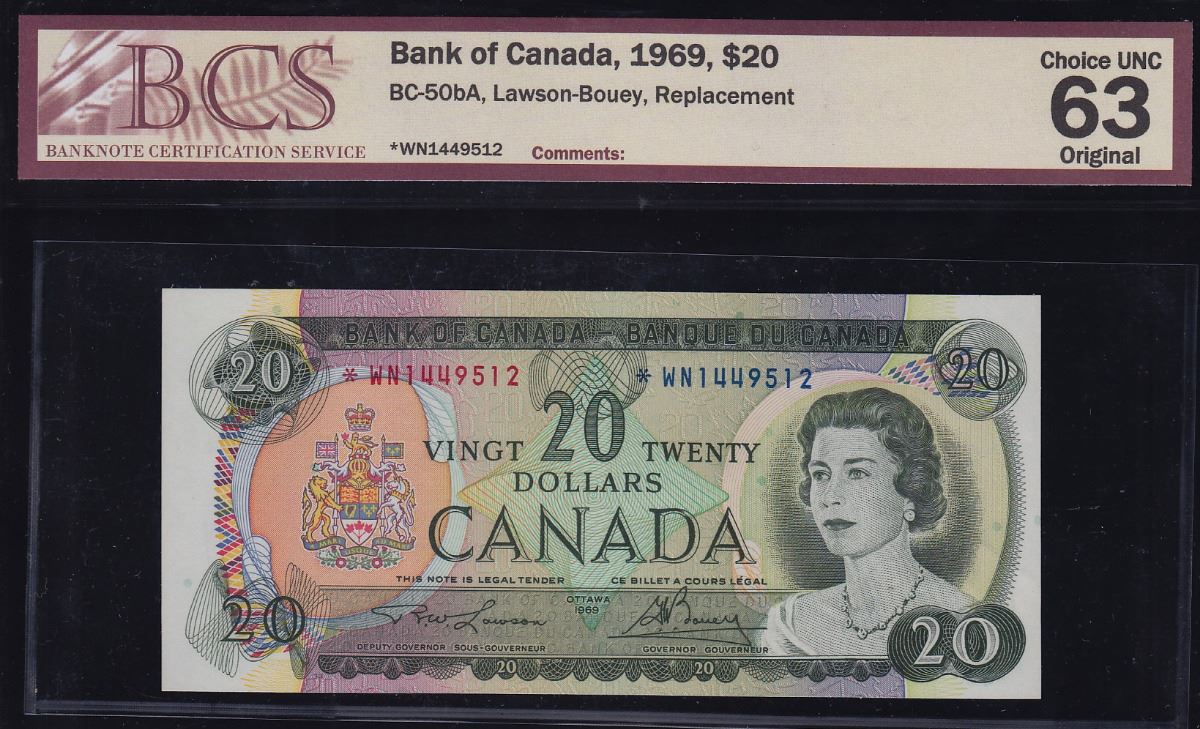 BCS
BANKNOTE CERTIFICATION SERVICE
Bank of Canada, 1969, $20
BC-50bA, Lawson-Bouey, Replacement
*WN1449512 Comments:
Choice UNC
63
Original
BANK OF CANADA – BANQUE DU CANADA
20 20
* WN1449512 * WN1449512
20
VINGT TWENTY
DOLLARS
CANADA
THIS NOTE IS LEGAL TENDER CE BILLET A COURS LÉGAL
OTTAWA
1969
20 R W Lawson G K Bouey 20
DEPUTY GOVERNOR SOUS-GOUVERNEUR GOVERNOR GOUVERNEUR
20 20